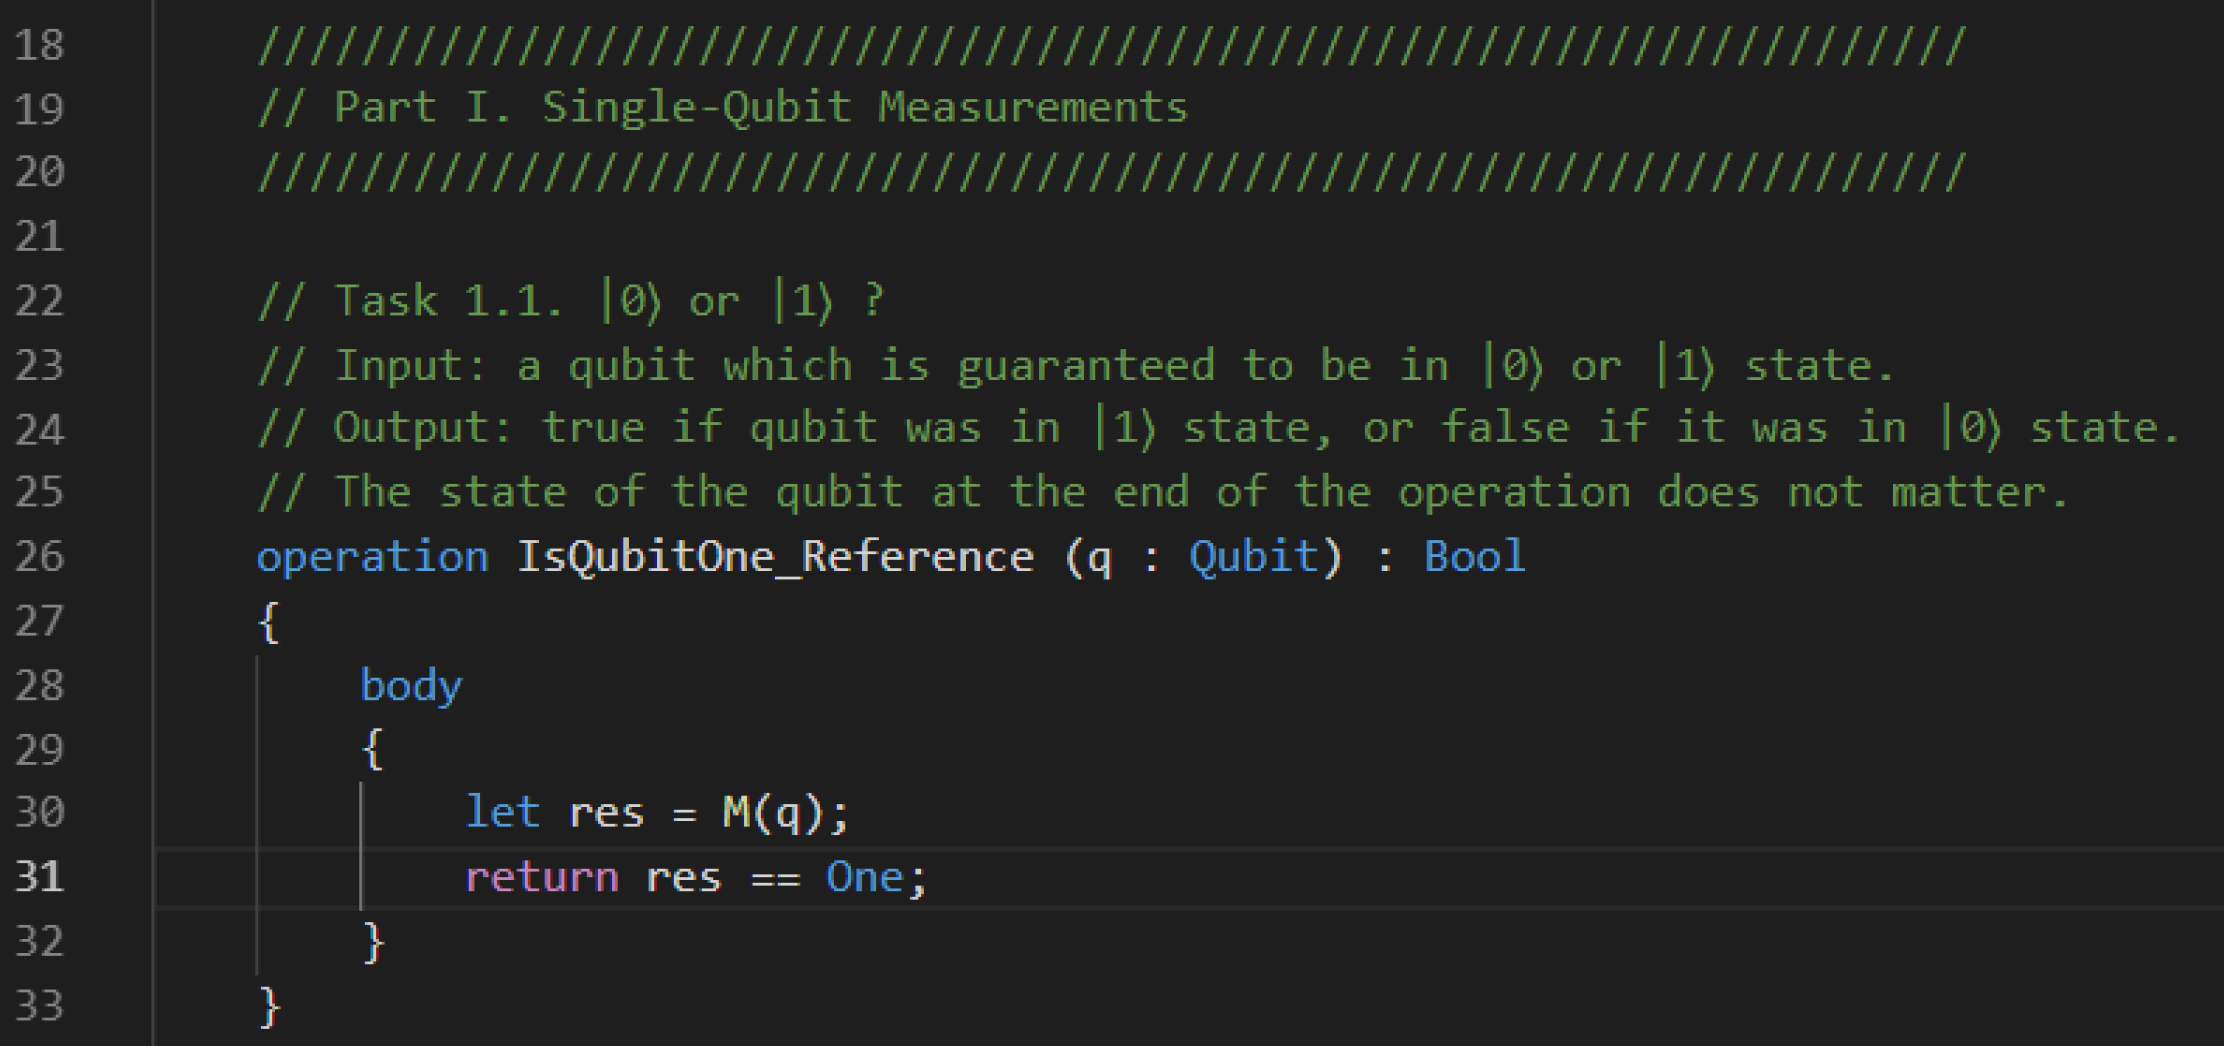 18 //////////////////////////////////////////////////////////////////
19 // Part I. Single-Qubit Measurements
20 //////////////////////////////////////////////////////////////////
21
22 // Task 1.1. |0⟩ or |1⟩ ?
23 // Input: a qubit which is guaranteed to be in |0⟩ or |1⟩ state.
24 // Output: true if qubit was in |1⟩ state, or false if it was in |0⟩ state.
25 // The state of the qubit at the end of the operation does not matter.
26 operation IsQubitOne_Reference (q : Qubit) : Bool
27 {
28 body
29 {
30 let res = M(q);
31 return res == One;
32 }
33 }